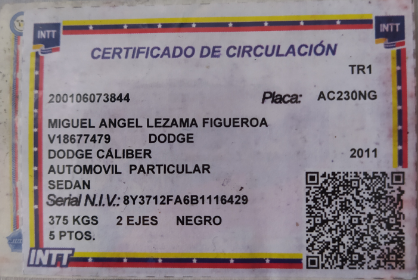 INTT INTT
CERTIFICADO DE CIRCULACIÓN
TR1
200106073844 Placa: AC230NG
MIGUEL ANGEL LEZAMA FIGUEROA
V18677479 DODGE
DODGE CÁLIBER 2011
AUTOMOVIL PARTICULAR
SEDAN
Serial N.I.V.: 8Y3712FA6B1116429
375 KGS 2 EJES NEGRO
5 PTOS.
INTT